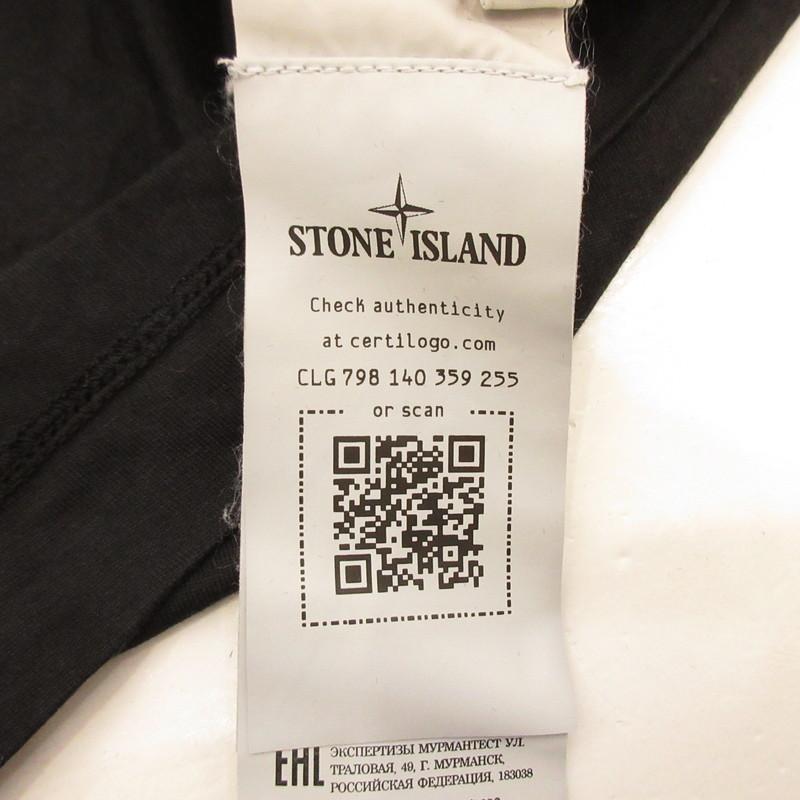 STONE ISLAND
Check authenticity
at certilogo.com
CLG 798 140 359 255
or scan
EAC ЭКСПЕРТИЗЫ МУРМАНТЕСТ УЛ.
ТРАЛОВАЯ, 49, Г. МУРМАНСК,
РОССИЙСКАЯ ФЕДЕРАЦИЯ, 183038